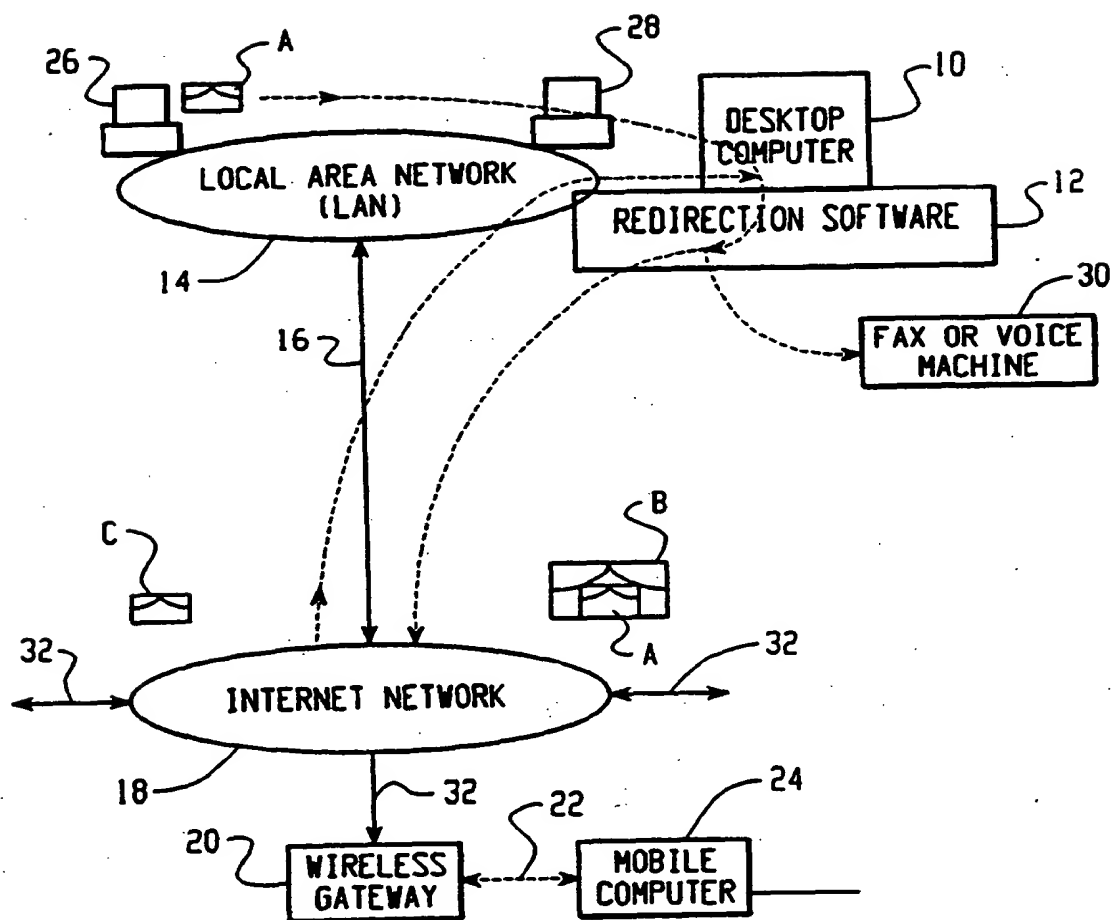 A
28
26
10
DESKTOP
COMPUTER
LOCAL AREA NETWORK
(LAN)
12
REDIRECTION SOFTWARE
14
30
16
FAX OR VOICE
MACHINE
B
C
A
32
32
INTERNET NETWORK
18
32
22
24
20
WIRELESS
GATEWAY
MOBILE
COMPUTER